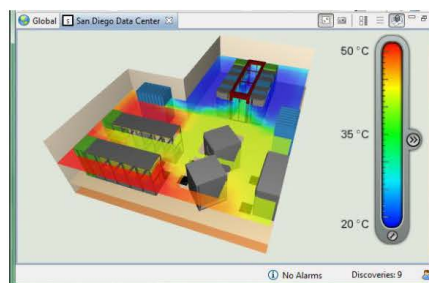 Global San Diego Data Center
50 °C
35 °C
20 °C
No Alarms Discoveries: 9